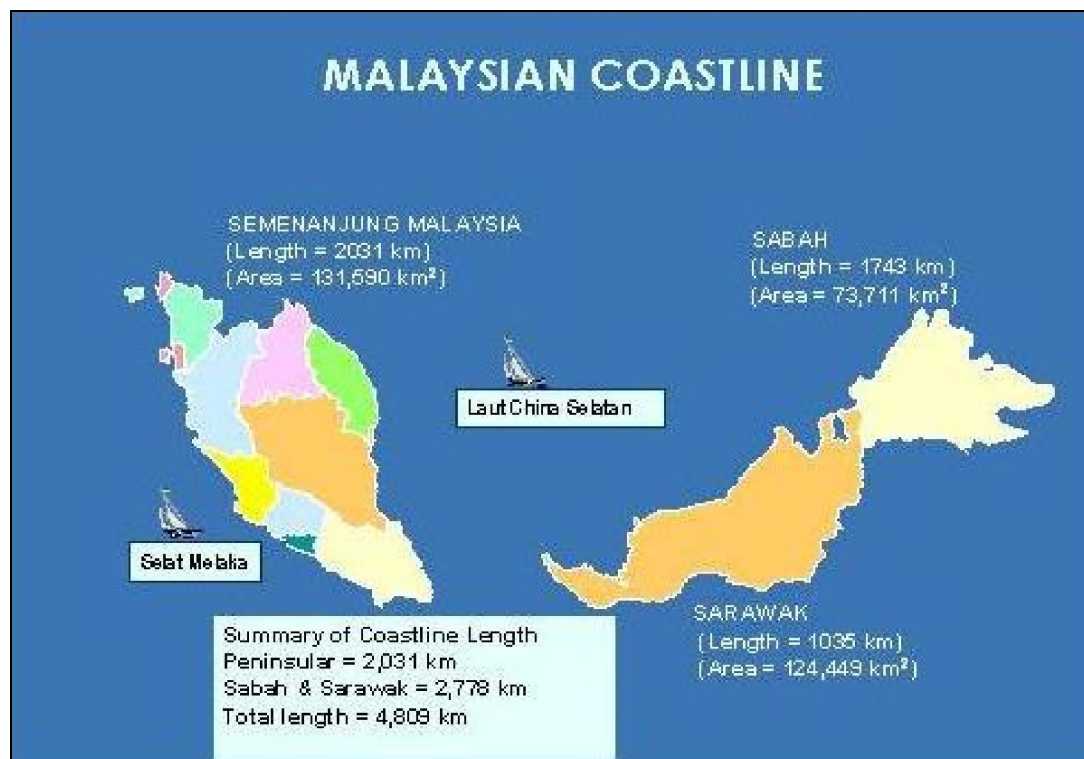 MALAYSIAN COASTLINE
SEMENANJUNG MALAYSIA
(Length = 2031 km)
(Area = 131,590 km²)
SABAH
(Length = 1743 km)
(Area = 73,711 km²)
Laut China Selatan
Selat Melaka
SARAWAK
(Length = 1035 km)
(Area = 124,449 km²)
Summary of Coastline Length
Peninsular = 2,031 km
Sabah & Sarawak = 2,778 km
Total length = 4,809 km